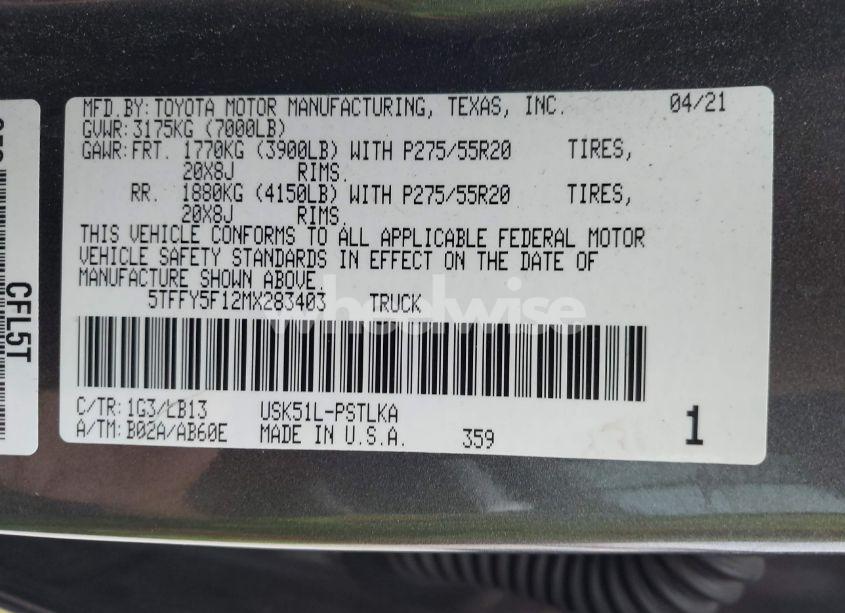 MFD.BY: TOYOTA MOTOR MANUFACTURING, TEXAS, INC. 04/21
GVWR: 3175KG (7000LB)
GAWR: FRT. 1770KG (3900LB) WITH P275/55R20 TIRES,
20X8J RIMS.
RR. 1880KG (4150LB) WITH P275/55R20 TIRES,
20X8J RIMS.
THIS VEHICLE CONFORMS TO ALL APPLICABLE FEDERAL MOTOR
VEHICLE SAFETY STANDARDS IN EFFECT ON THE DATE OF
MANUFACTURE SHOWN ABOVE.
5TFFY5F12MX283403 TRUCK
C/TR: 1G3/LB13 USK51L-PSTLKA
A/TM: B02A/AB60E MADE IN U.S.A. 359 1
CFL5T
wheelwise